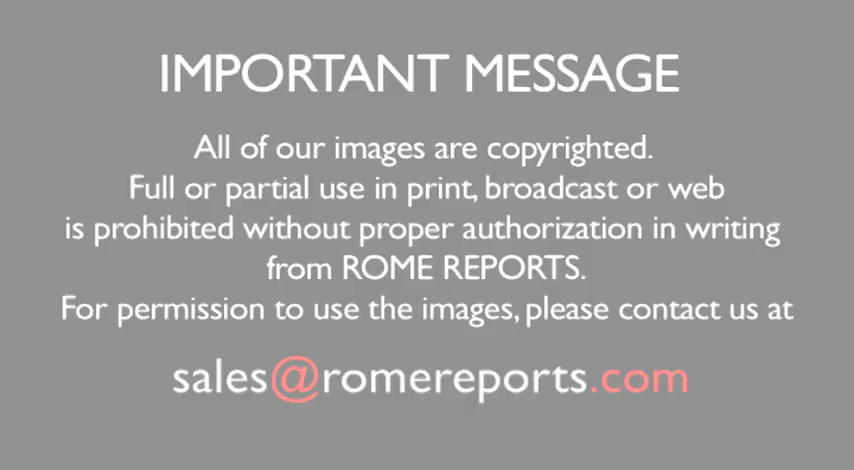 IMPORTANT MESSAGE
All of our images are copyrighted.
Full or partial use in print, broadcast or web
is prohibited without proper authorization in writing
from ROME REPORTS.
For permission to use the images, please contact us at
sales@romereports.com